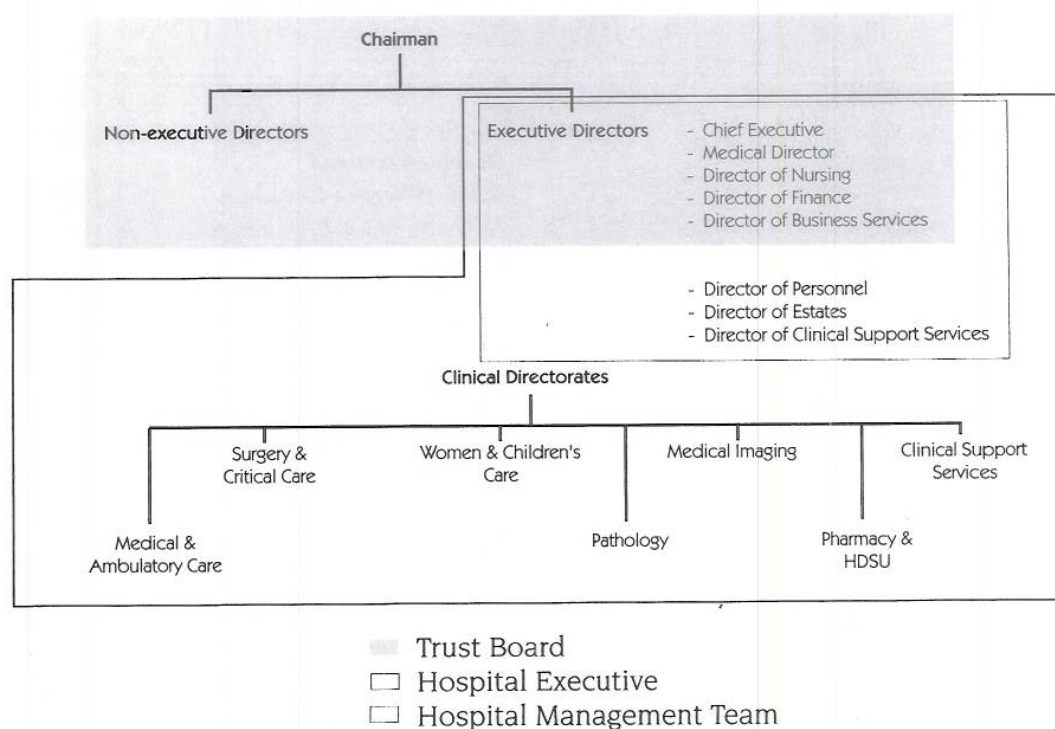 Chairman
Non-executive Directors
Executive Directors
- Chief Executive
- Medical Director
- Director of Nursing
- Director of Finance
- Director of Business Services
- Director of Personnel
- Director of Estates
- Director of Clinical Support Services
Clinical Directorates
Surgery &
Critical Care
Women & Children's
Care
Medical Imaging
Clinical Support
Services
Medical &
Ambulatory Care
Pathology
Pharmacy &
HDSU
Trust Board
Hospital Executive
Hospital Management Team